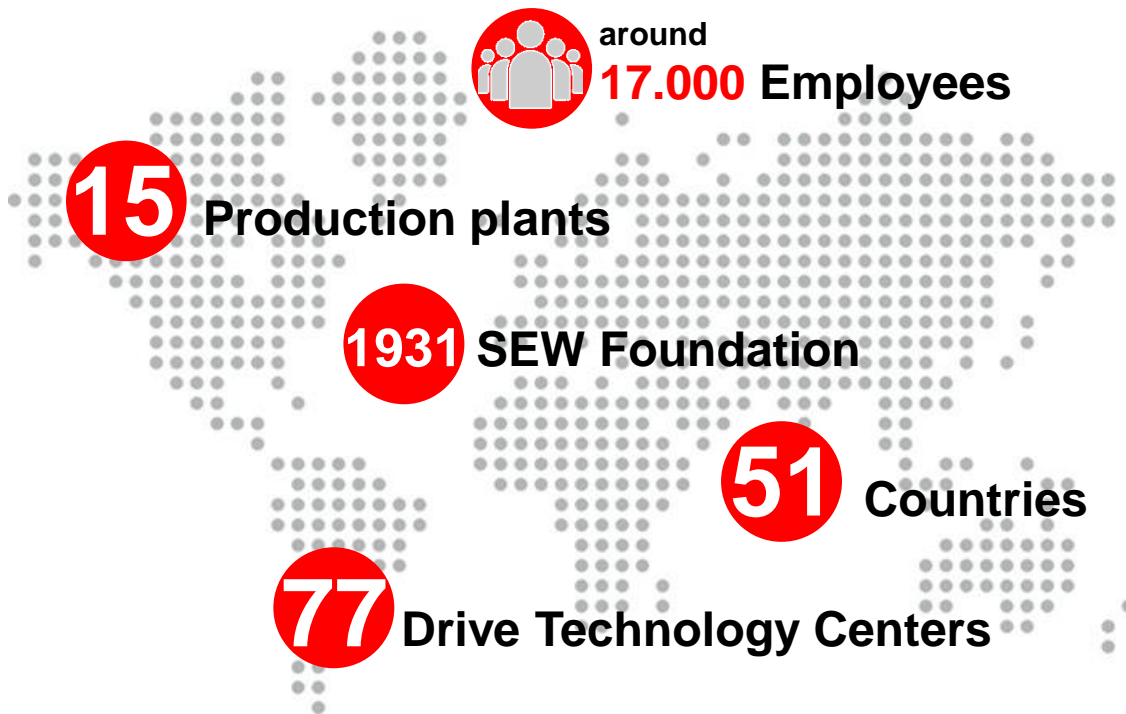 around
17.000 Employees
15 Production plants
1931 SEW Foundation
51 Countries
77 Drive Technology Centers